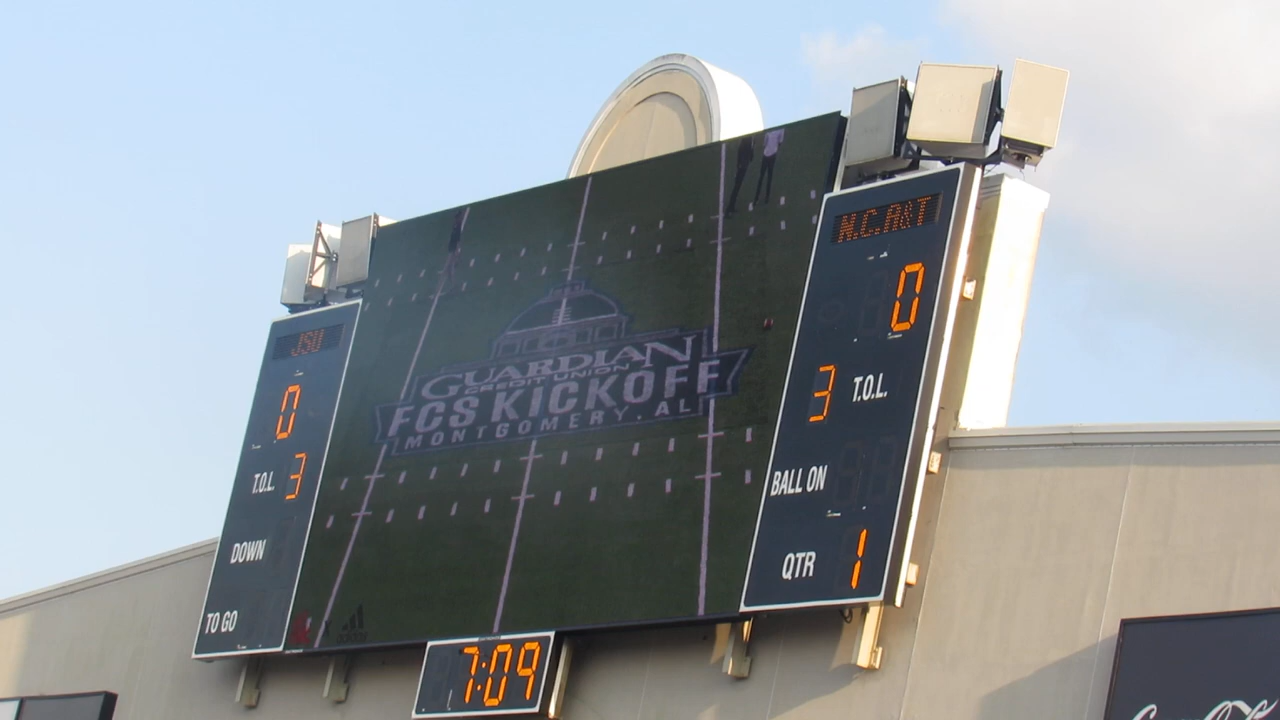 JSU
0
T.O.L. 3
DOWN
TO GO
GUARDIAN
CREDIT UNION
FCS KICKOFF
MONTGOMERY, AL
adidas
N.C. A&T
0
3 T.O.L.
BALL ON
QTR 1
7:09